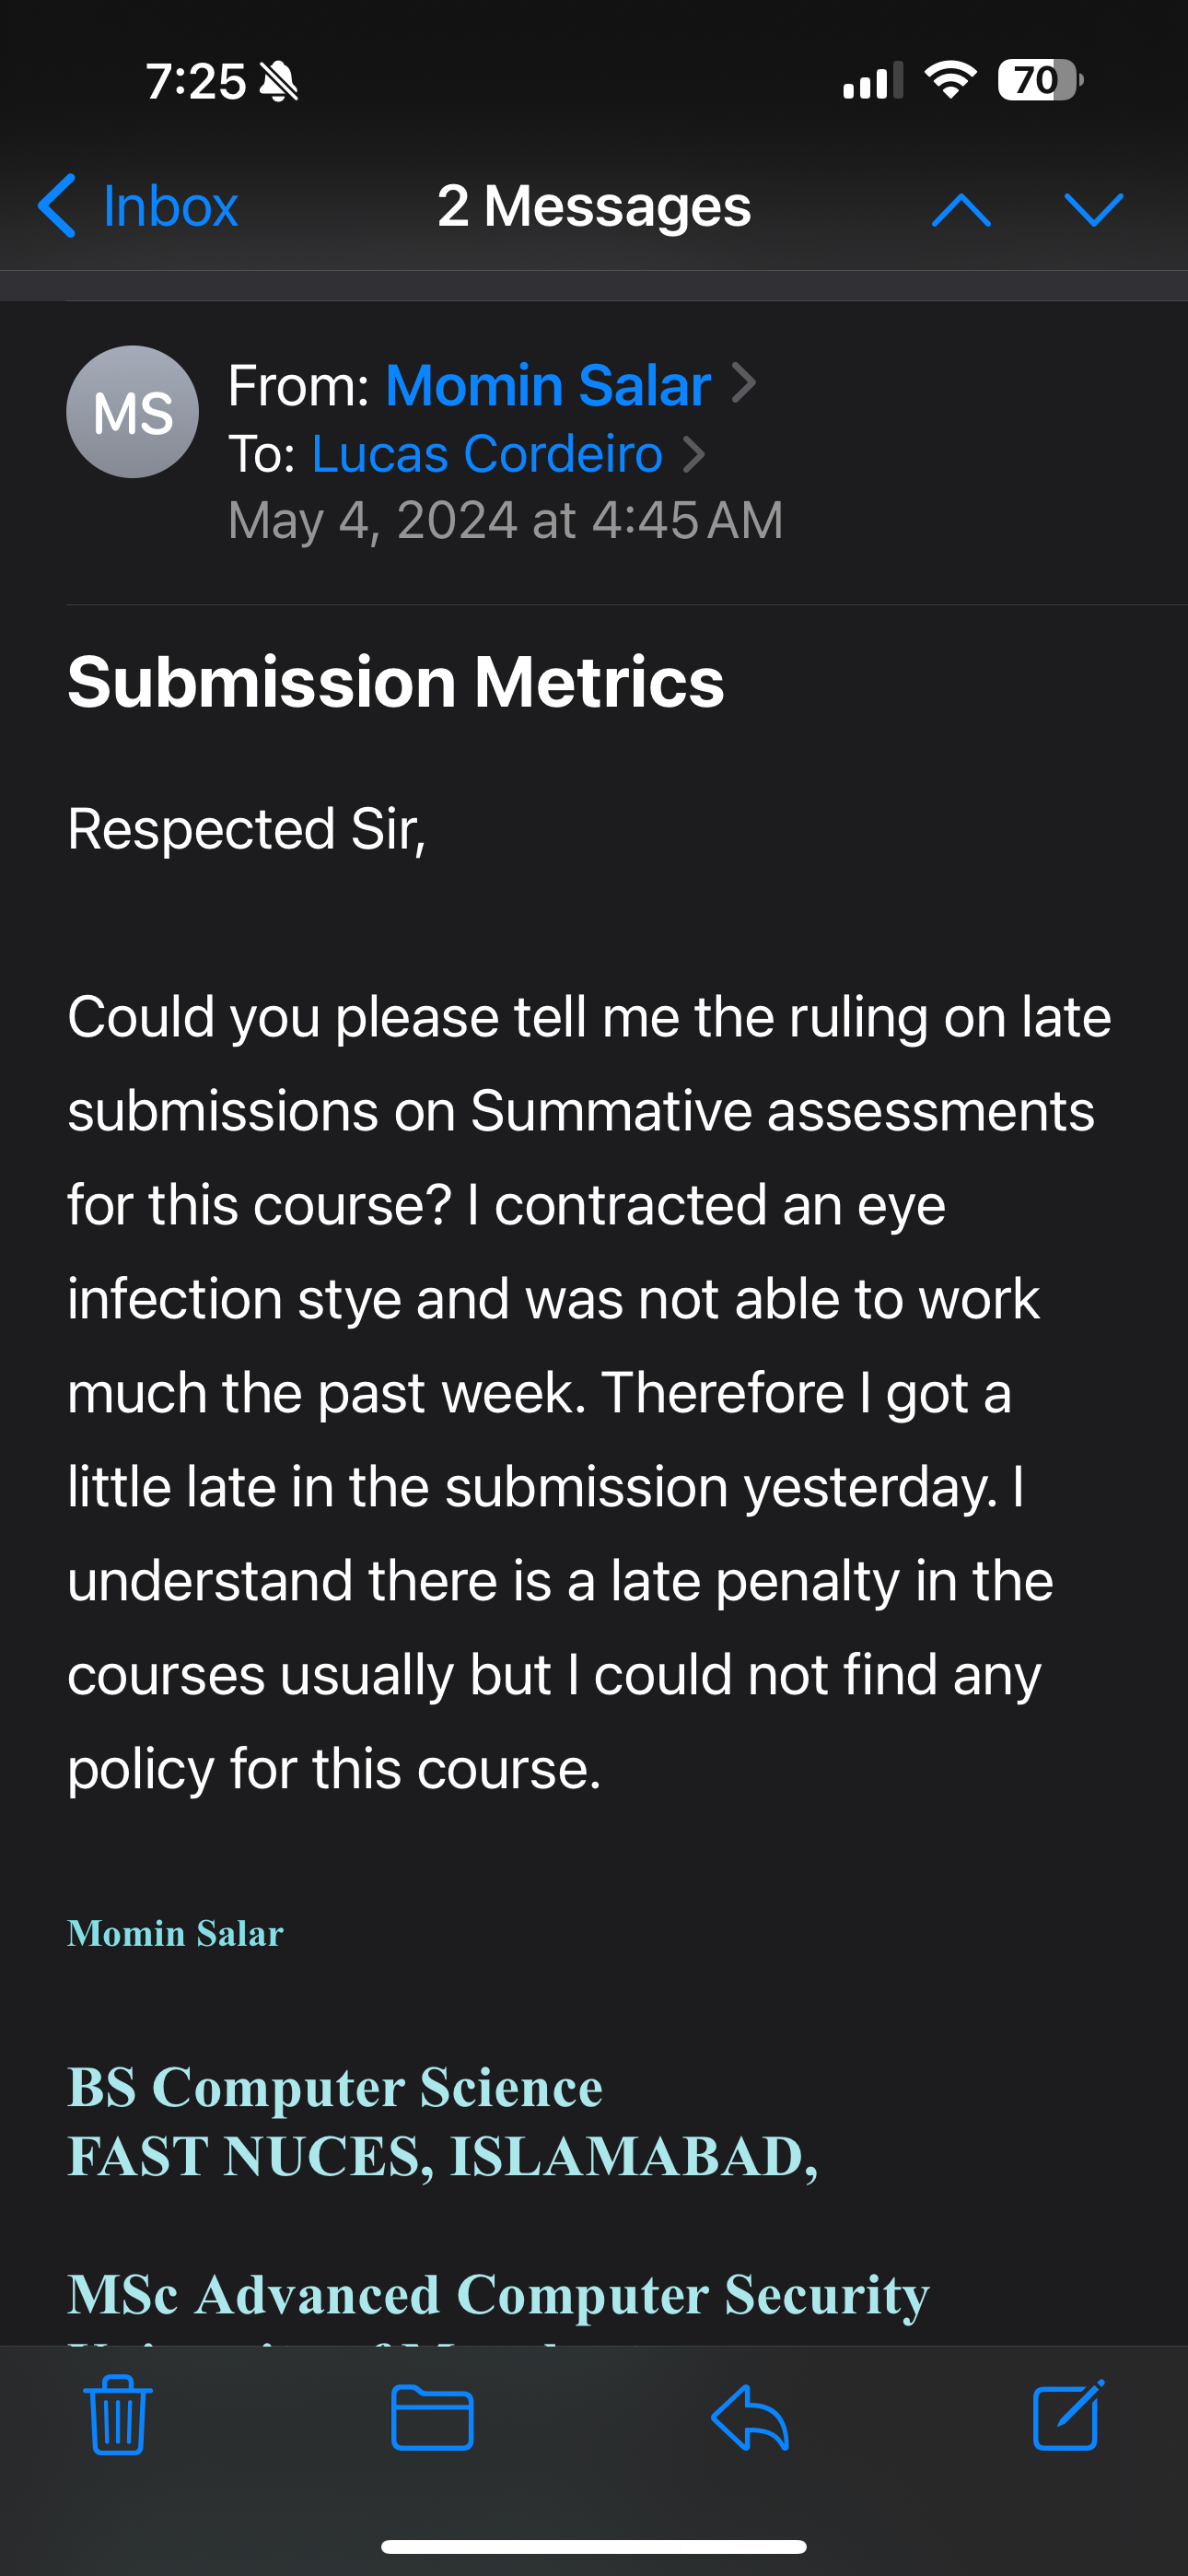 7:25
70
Inbox
2 Messages
MS
From: Momin Salar
To: Lucas Cordeiro
May 4, 2024 at 4:45 AM
Submission Metrics
Respected Sir,
Could you please tell me the ruling on late
submissions on Summative assessments
for this course? I contracted an eye
infection stye and was not able to work
much the past week. Therefore I got a
little late in the submission yesterday. I
understand there is a late penalty in the
courses usually but I could not find any
policy for this course.
Momin Salar
BS Computer Science
FAST NUCES, ISLAMABAD,
MSc Advanced Computer Security